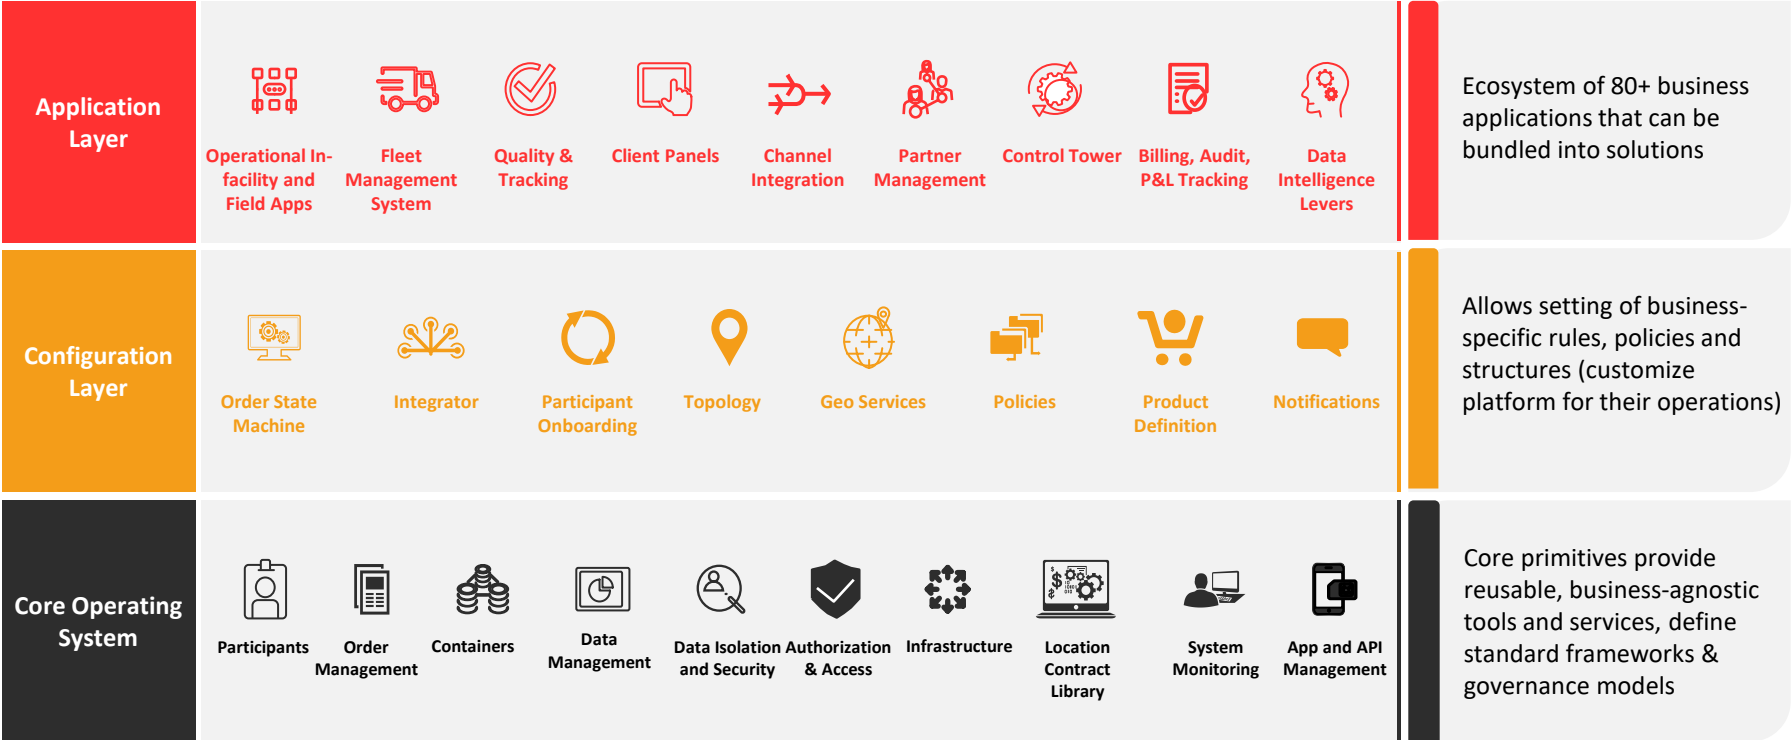 Application
Layer
Operational In-
facility and
Field Apps
Fleet
Management
System
Quality &
Tracking
Client Panels
Channel
Integration
Partner
Management
Control Tower
Billing, Audit,
P&L Tracking
Data
Intelligence
Levers
Ecosystem of 80+ business
applications that can be
bundled into solutions
Configuration
Layer
Order State
Machine
Integrator
Participant
Onboarding
Topology
Geo Services
Policies
Product
Definition
Notifications
Allows setting of business-
specific rules, policies and
structures (customize
platform for their operations)
Core Operating
System
Participants
Order
Management
Containers
Data
Management
Data Isolation
and Security
Authorization
& Access
Infrastructure
Location
Contract
Library
System
Monitoring
App and API
Management
Core primitives provide
reusable, business-agnostic
tools and services, define
standard frameworks &
governance models